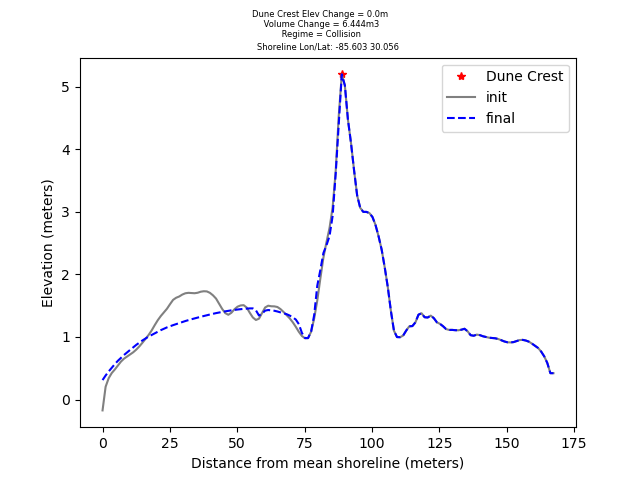 Dune Crest Elev Change = 0.0m
Volume Change = 6.444m3
Regime = Collision
Shoreline Lon/Lat: -85.603 30.056
Dune Crest
init
final
5
4
3
2
1
0
Elevation (meters)
0 25 50 75 100 125 150 175
Distance from mean shoreline (meters)